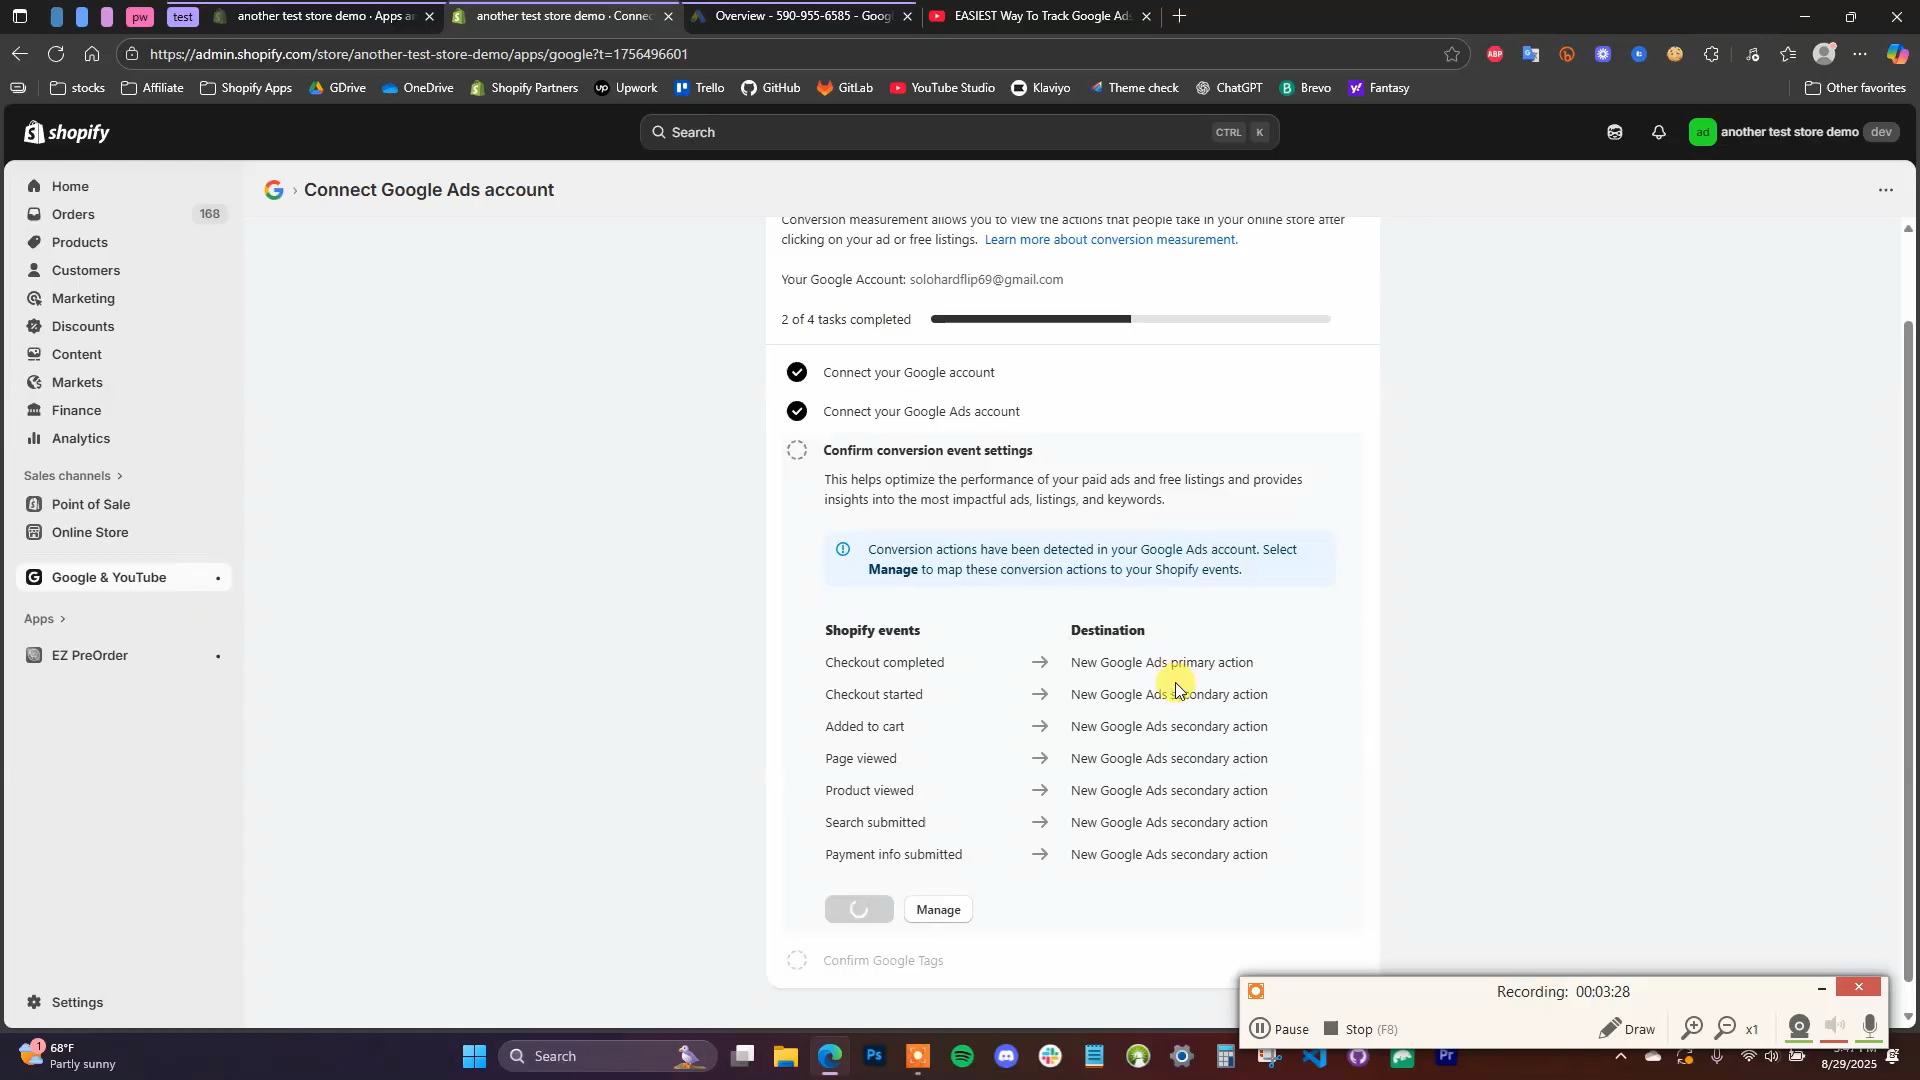 pw
test
another test store demo · Apps ar
another test store demo · Connec
Overview - 590-955-6585 - Googl
EASIEST Way To Track Google Ads
https://admin.shopify.com/store/another-test-store-demo/apps/google?t=1756496601
stocks
Affiliate
Shopify Apps
GDrive
OneDrive
Shopify Partners
Upwork
Trello
GitHub
GitLab
YouTube Studio
Klaviyo
Theme check
ChatGPT
Brevo
Fantasy
Other favorites
shopify
Search
CTRL
K
ad
another test store demo
dev
Home
Orders
168
Products
Customers
Marketing
Discounts
Content
Markets
Finance
Analytics
Sales channels
Point of Sale
Online Store
Google & YouTube
Apps
EZ PreOrder
Settings
Connect Google Ads account
Conversion measurement allows you to view the actions that people take in your online store after
clicking on your ad or free listings. Learn more about conversion measurement.
Your Google Account: solohardflip69@gmail.com
2 of 4 tasks completed
Connect your Google account
Connect your Google Ads account
Confirm conversion event settings
This helps optimize the performance of your paid ads and free listings and provides
insights into the most impactful ads, listings, and keywords.
Conversion actions have been detected in your Google Ads account. Select
Manage to map these conversion actions to your Shopify events.
Shopify events
Destination
Checkout completed
New Google Ads primary action
Checkout started
New Google Ads secondary action
Added to cart
New Google Ads secondary action
Page viewed
New Google Ads secondary action
Product viewed
New Google Ads secondary action
Search submitted
New Google Ads secondary action
Payment info submitted
New Google Ads secondary action
Manage
Confirm Google Tags
Recording: 00:03:28
Pause
Stop (F8)
Draw
x1
1
68°F
Partly sunny
Search
8/29/2025